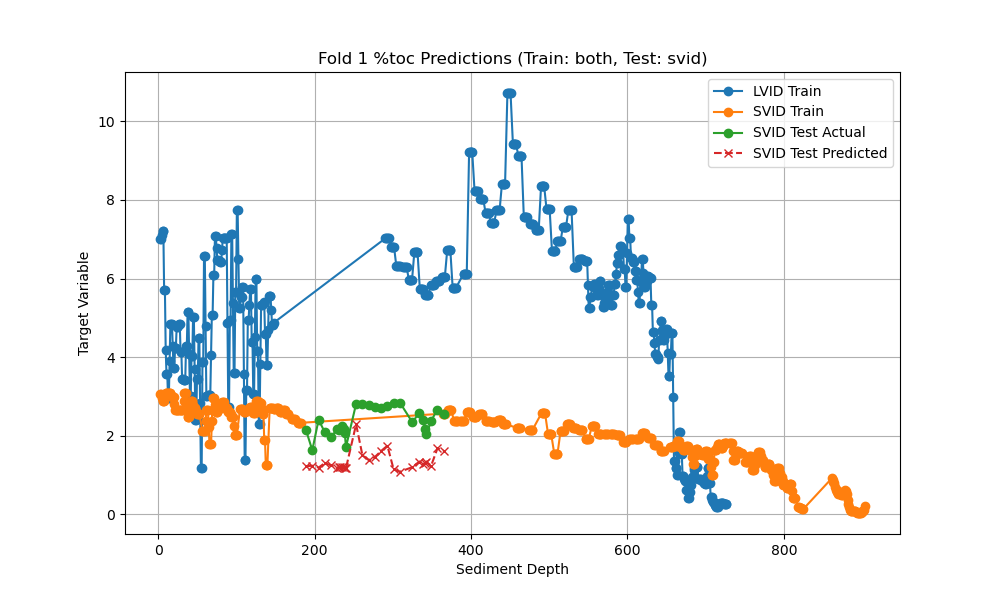 Fold 1 %toc Predictions (Train: both, Test: svid)
LVID Train
SVID Train
SVID Test Actual
SVID Test Predicted
Target Variable
10
8
6
4
2
0
0 200 400 600 800
Sediment Depth